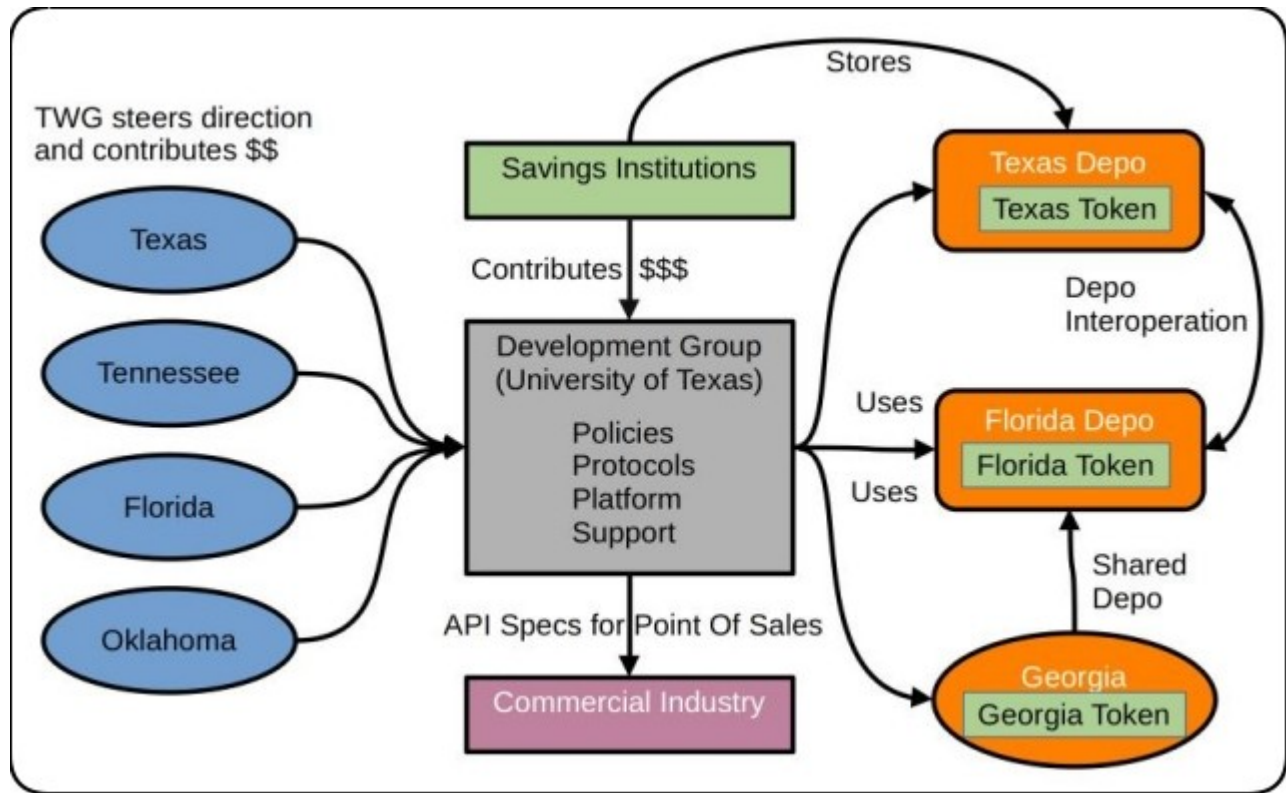 TWG steers direction
and contributes $$
Texas
Tennessee
Florida
Oklahoma
Stores
Savings Institutions
Contributes $$$
Development Group
(University of Texas)
Policies
Protocols
Platform
Support
API Specs for Point Of Sales
Commercial Industry
Texas Depo
Texas Token
Depo
Interoperation
Uses
Florida Depo
Florida Token
Uses
Shared
Depo
Georgia
Georgia Token